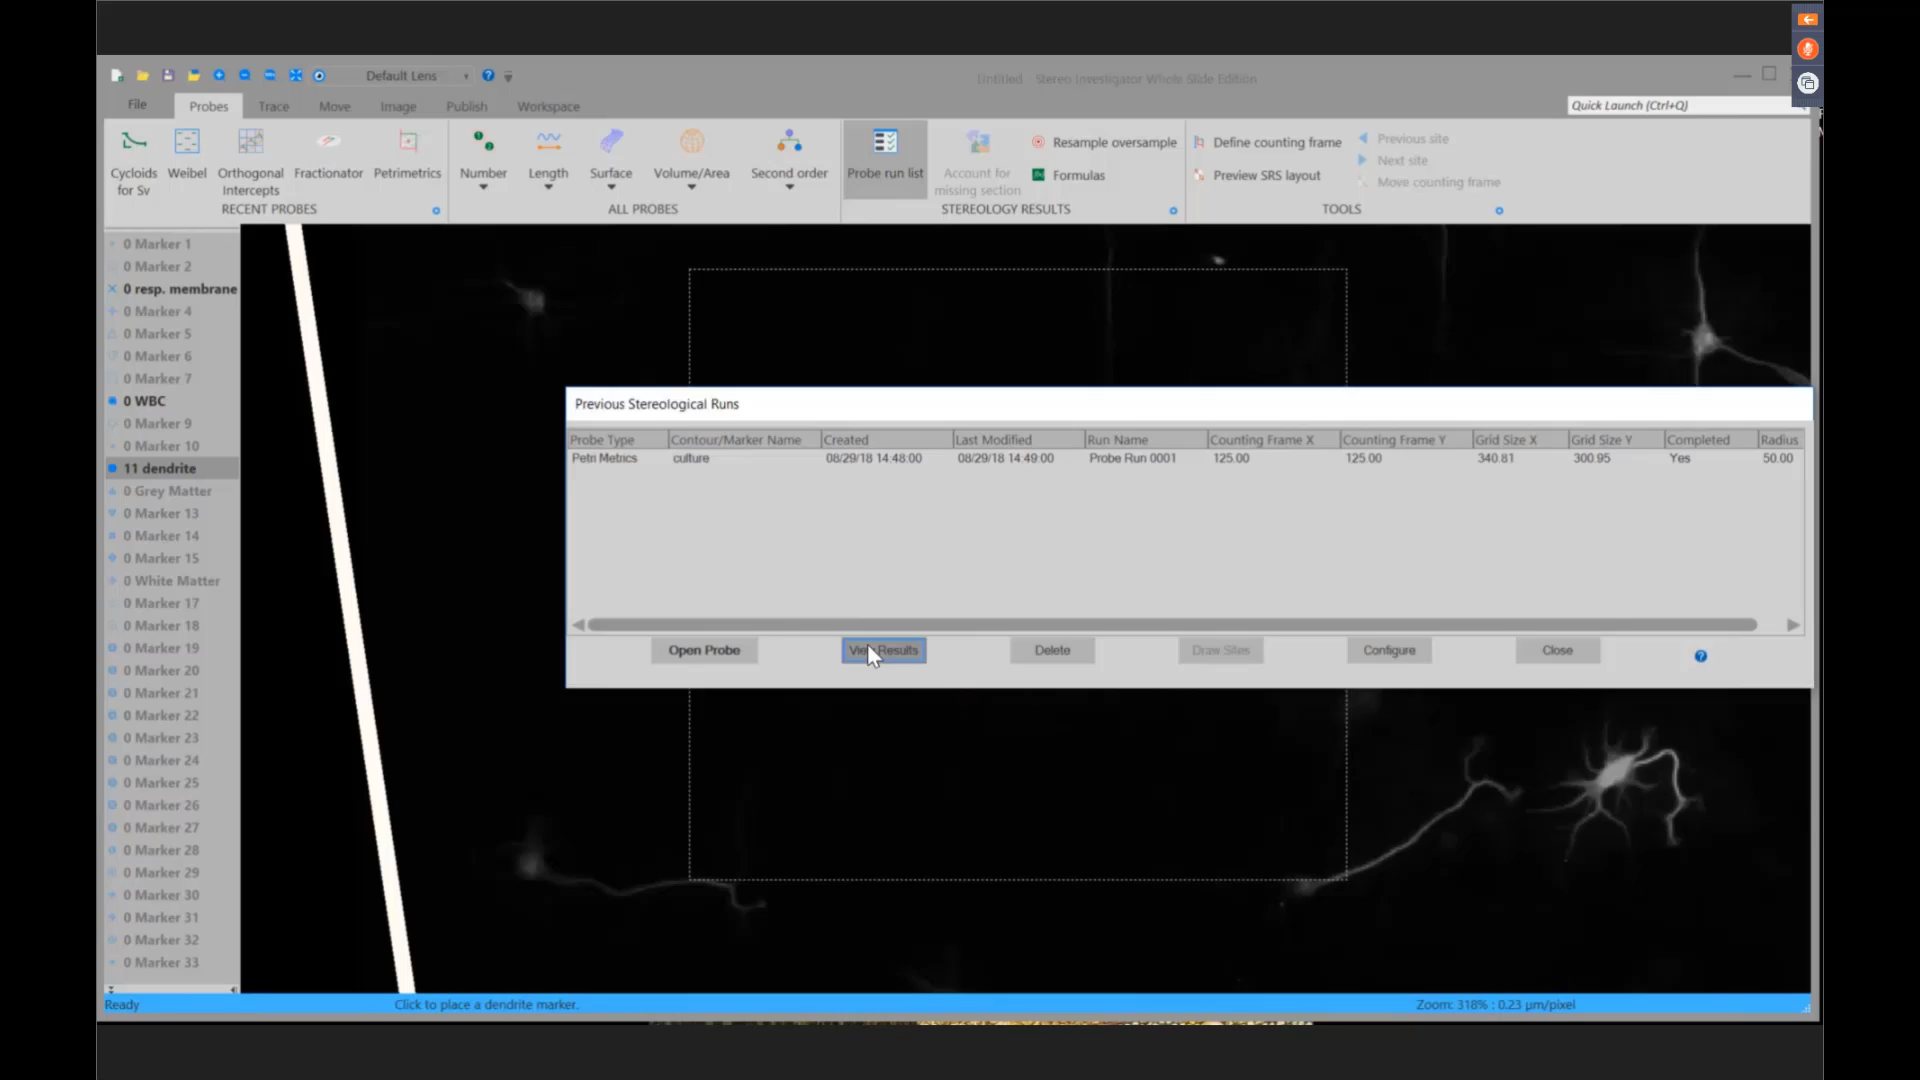 Default Lens
Untitled - Stereo Investigator Whole Slide Edition
File Probes Trace Move Image Publish Workspace
Quick Launch (Ctrl+Q)
Cycloids for Sv
Weibel
Orthogonal Intercepts
Fractionator
Petrimetrics
RECENT PROBES
Number
Length
Surface
Volume/Area
Second order
ALL PROBES
Probe run list
Account for missing section
Resample oversample
Formulas
STEREOLOGY RESULTS
Define counting frame
Preview SRS layout
Previous site
Next site
Move counting frame
TOOLS
0 Marker 1
0 Marker 2
0 resp. membrane
0 Marker 4
0 Marker 5
0 Marker 6
0 Marker 7
0 WBC
0 Marker 9
0 Marker 10
11 dendrite
0 Grey Matter
0 Marker 13
0 Marker 14
0 Marker 15
0 White Matter
0 Marker 17
0 Marker 18
0 Marker 19
0 Marker 20
0 Marker 21
0 Marker 22
0 Marker 23
0 Marker 24
0 Marker 25
0 Marker 26
0 Marker 27
0 Marker 28
0 Marker 29
0 Marker 30
0 Marker 31
0 Marker 32
0 Marker 33
Previous Stereological Runs
Probe Type Contour/Marker Name Created Last Modified Run Name Counting Frame X Counting Frame Y Grid Size X Grid Size Y Completed Radius
Petri Metrics culture 08/29/18 14:48:00 08/29/18 14:49:00 Probe Run 0001 125.00 125.00 340.81 300.95 Yes 50.00
Open Probe View Results Delete Draw Sites Configure Close
Ready Click to place a dendrite marker. Zoom: 318% : 0.23 µm/pixel